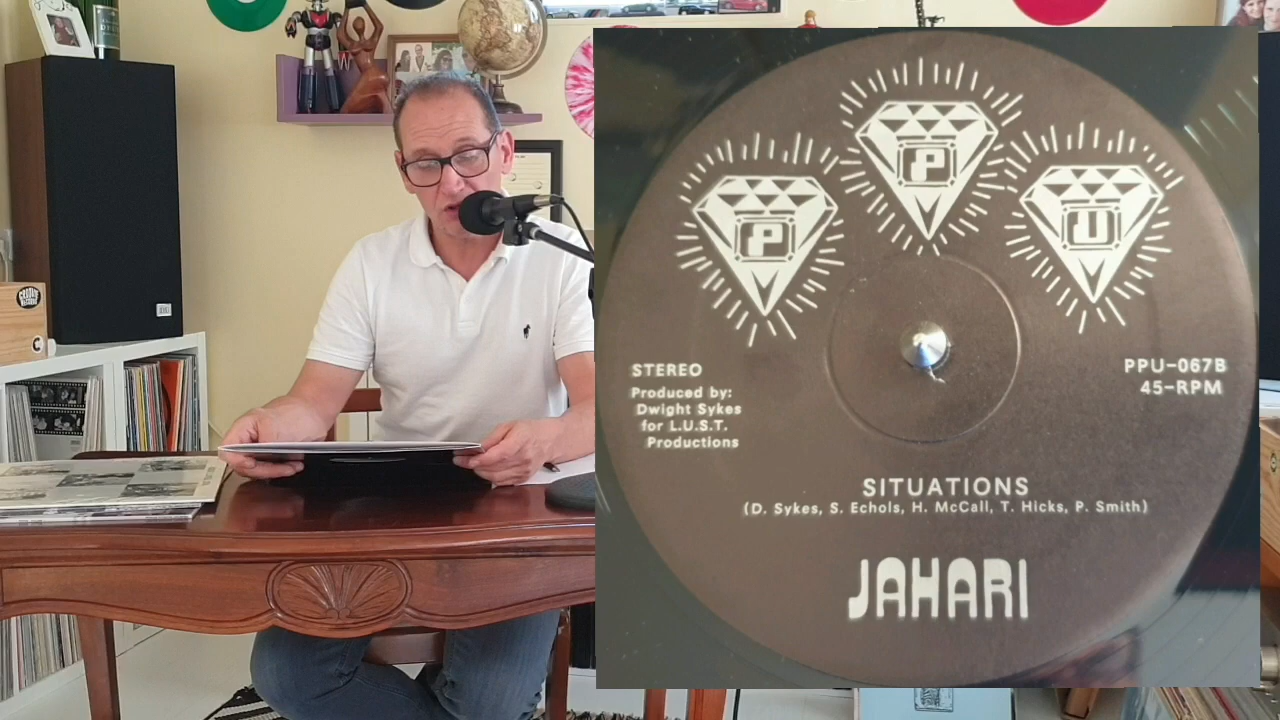 P
P
U
STEREO
Produced by:
Dwight Sykes
for L.U.S.T.
Productions
PPU-067B
45-RPM
SITUATIONS
(D. Sykes, S. Echols, H. McCall, T. Hicks, P. Smith)
JAHARI